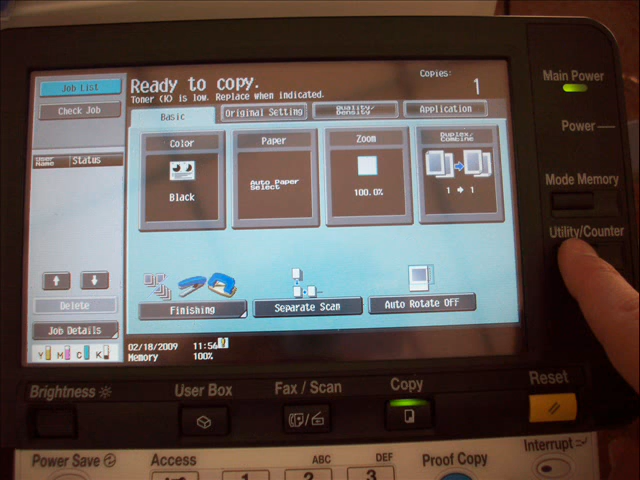 Job List
Check Job
User
Name
Status
Delete
Job Details
Y M C K
Ready to copy.
Toner (K) is low. Replace when indicated.
Copies:
1
Basic
Original Setting
Quality/
Density
Application
Color
Black
Paper
Auto Paper
Select
Zoom
100.0%
Duplex/
Combine
1 → 1
Finishing
Separate Scan
Auto Rotate Off
02/18/2009 11:56
Memory 100%
Main Power
Power
Mode Memory
Utility/Counter
Reset
Interrupt
Brightness
User Box
Fax / Scan
Copy
Power Save
Access
1
ABC
2
DEF
3
Proof Copy